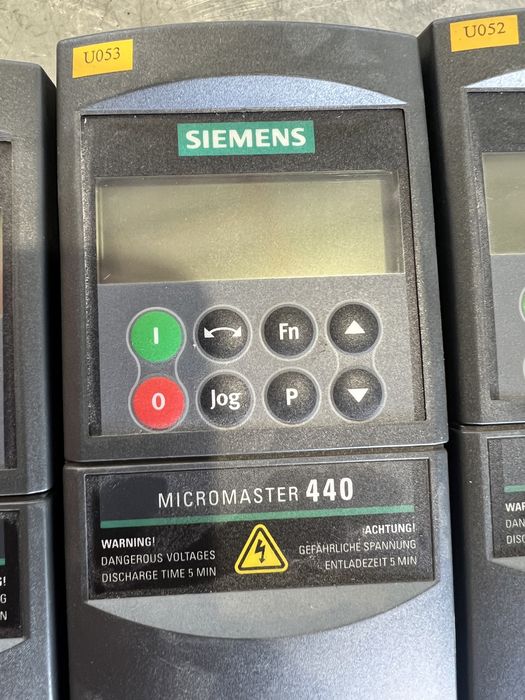 U053
U052
SIEMENS
I
Fn
0
Jog
P
MICROMASTER 440
WARNING!
DANGEROUS VOLTAGES
DISCHARGE TIME 5 MIN
¡ACHTUNG!
GEFÄHRLICHE SPANNUNG
ENTLADEZEIT 5 MIN